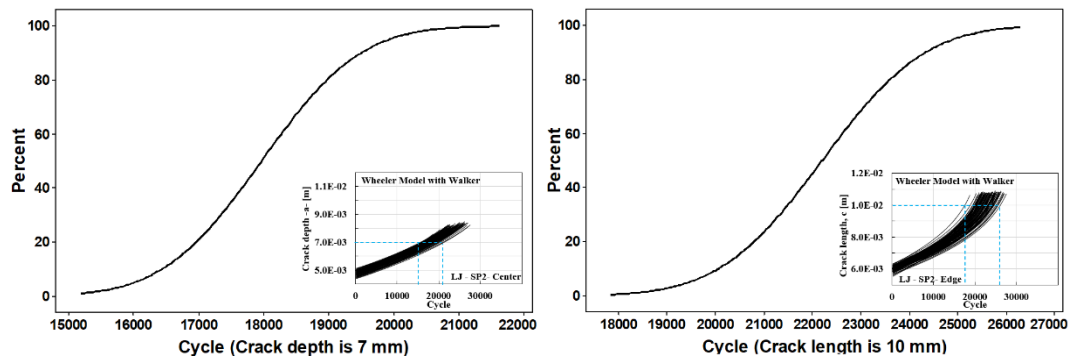 100
80
60
40
20
0
Percent
15000 16000 17000 18000 19000 20000 21000 22000
Cycle (Crack depth is 7 mm)
Wheeler Model with Walker
1.1E-02
9.0E-03
7.0E-03
5.0E-03
Crack depth -a- [m]
LJ - SP2- Center
0 10000 20000 30000
Cycle
100
80
60
40
20
0
Percent
18000 19000 20000 21000 22000 23000 24000 25000 26000 27000
Cycle (Crack length is 10 mm)
Wheeler Model with Walker
1.2E-02
1.0E-02
8.0E-03
6.0E-03
Crack length, c [m]
LJ - SP2- Edge
0 10000 20000 30000
Cycle